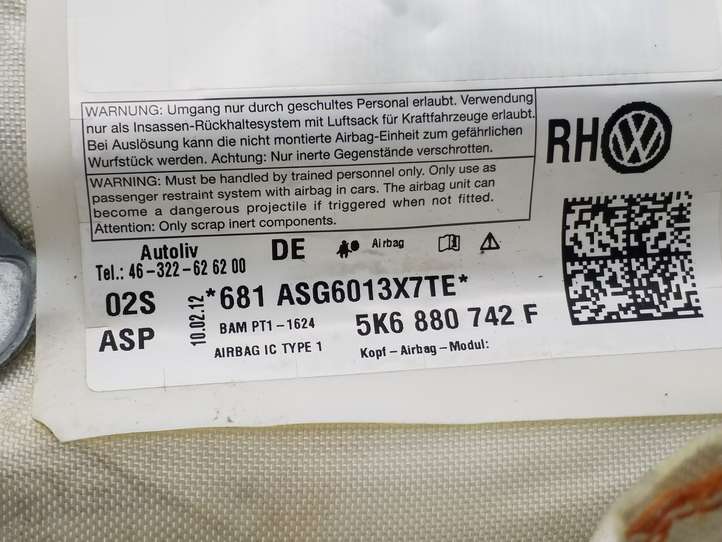 WARNUNG: Umgang nur durch geschultes Personal erlaubt. Verwendung
nur als Insassen-Rückhaltesystem mit Luftsack für Kraftfahrzeuge erlaubt.
Bei Auslösung kann die nicht montierte Airbag-Einheit zum gefährlichen
Wurfstück werden. Achtung: Nur inerte Gegenstände verschrotten.
WARNING: Must be handled by trained personnel only. Only use as
passenger restraint system with airbag in cars. The airbag unit can
become a dangerous projectile if triggered when not fitted.
Attention: Only scrap inert components.
RH
Autoliv
DE
Airbag
Tel.: 46-322-62 62 00
02S
10.02.12
*681 ASG6013X7TE*
ASP
BAM PT1-1624
5K6 880 742 F
AIRBAG IC TYPE 1
Kopf-Airbag-Modul: